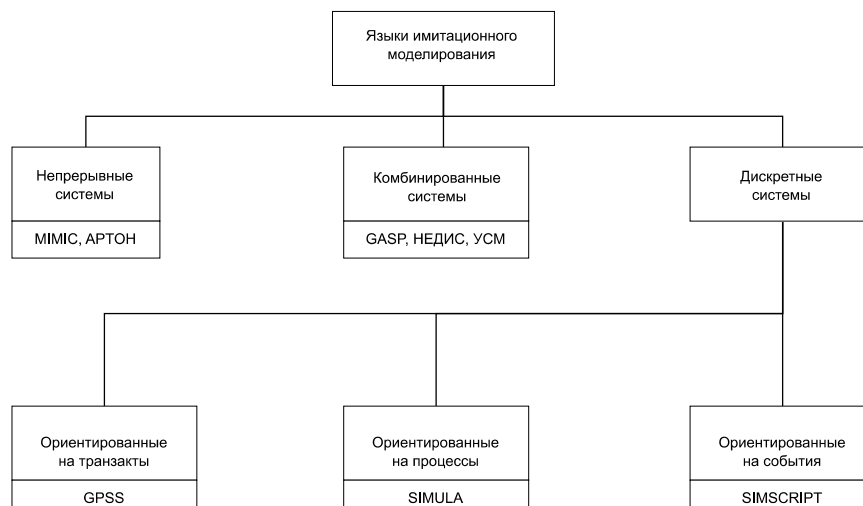 Языки имитационного
моделирования
Непрерывные
системы
MIMIC, АРТОН
Комбинированные
системы
GASP, НЕДИС, УСМ
Дискретные
системы
Ориентированные
на транзакты
GPSS
Ориентированные
на процессы
SIMULA
Ориентированные
на события
SIMSCRIPT